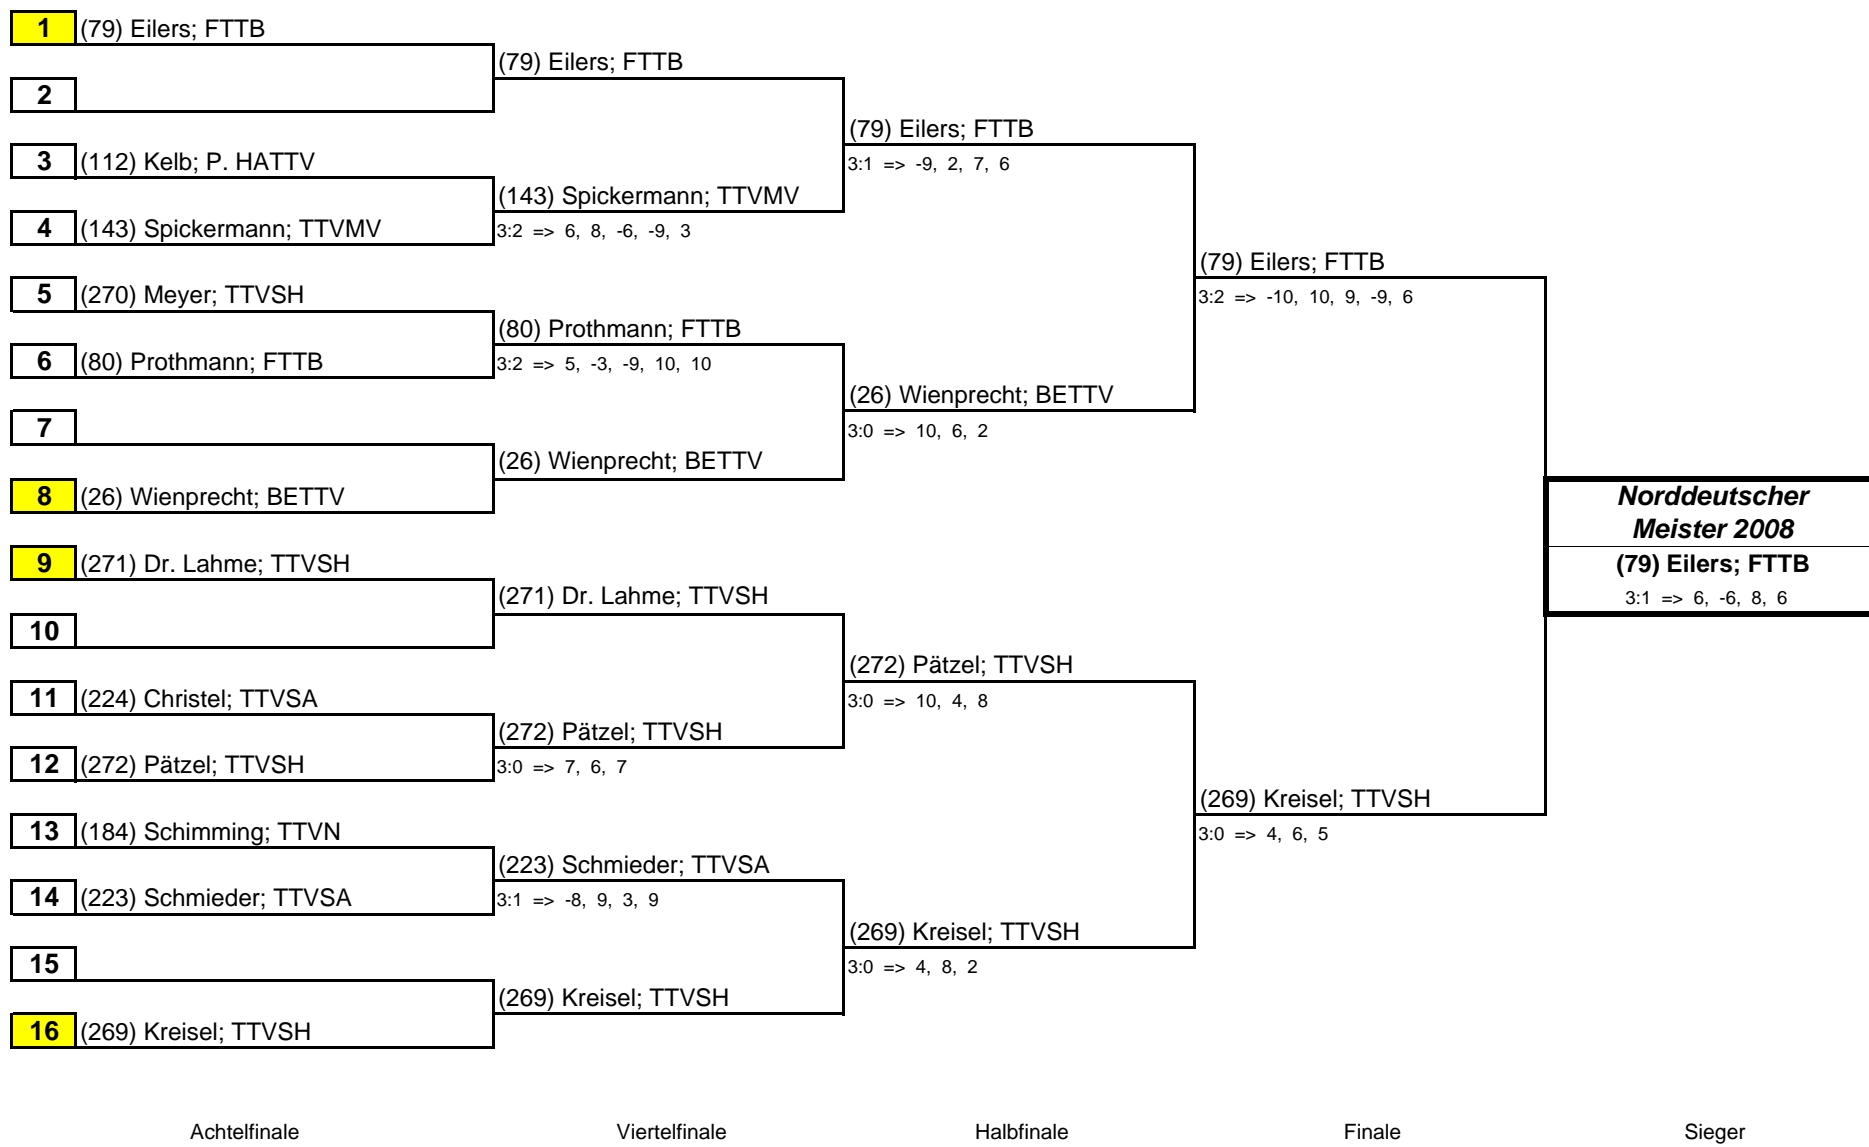 1 (79) Eilers; FTTB
(79) Eilers; FTTB
2
(79) Eilers; FTTB
3 (112) Kelb; P. HATTV
3:1 => -9, 2, 7, 6
(143) Spickermann; TTVMV
4 (143) Spickermann; TTVMV
3:2 => 6, 8, -6, -9, 3
(79) Eilers; FTTB
5 (270) Meyer; TTVSH
3:2 => -10, 10, 9, -9, 6
(80) Prothmann; FTTB
6 (80) Prothmann; FTTB
3:2 => 5, -3, -9, 10, 10
(26) Wienprecht; BETTV
7
3:0 => 10, 6, 2
(26) Wienprecht; BETTV
8 (26) Wienprecht; BETTV
Norddeutscher
Meister 2008
9 (271) Dr. Lahme; TTVSH
(79) Eilers; FTTB
(271) Dr. Lahme; TTVSH
3:1 => 6, -6, 8, 6
10
(272) Pätzel; TTVSH
11 (224) Christel; TTVSA
3:0 => 10, 4, 8
(272) Pätzel; TTVSH
12 (272) Pätzel; TTVSH
3:0 => 7, 6, 7
(269) Kreisel; TTVSH
13 (184) Schimming; TTVN
3:0 => 4, 6, 5
(223) Schmieder; TTVSA
14 (223) Schmieder; TTVSA
3:1 => -8, 9, 3, 9
(269) Kreisel; TTVSH
15
3:0 => 4, 8, 2
(269) Kreisel; TTVSH
16 (269) Kreisel; TTVSH
Achtelfinale Viertelfinale Halbfinale Finale Sieger